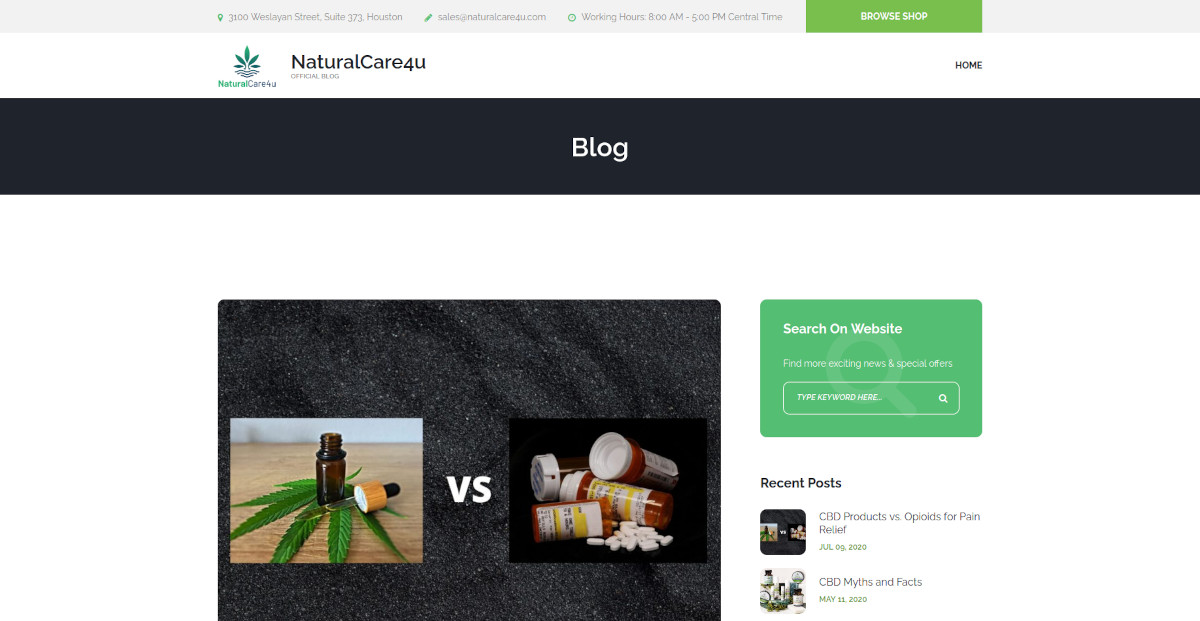 3100 Weslayan Street, Suite 373, Houston
sales@naturalcare4u.com
Working Hours: 8:00 AM - 5:00 PM Central Time
BROWSE SHOP
NaturalCare4u
NaturalCare4u
OFFICIAL BLOG
HOME
Blog
VS
Search On Website
Find more exciting news & special offers
TYPE KEYWORD HERE...
Recent Posts
CBD Products vs. Opioids for Pain
Relief
JUL 09, 2020
CBD Myths and Facts
MAY 11, 2020